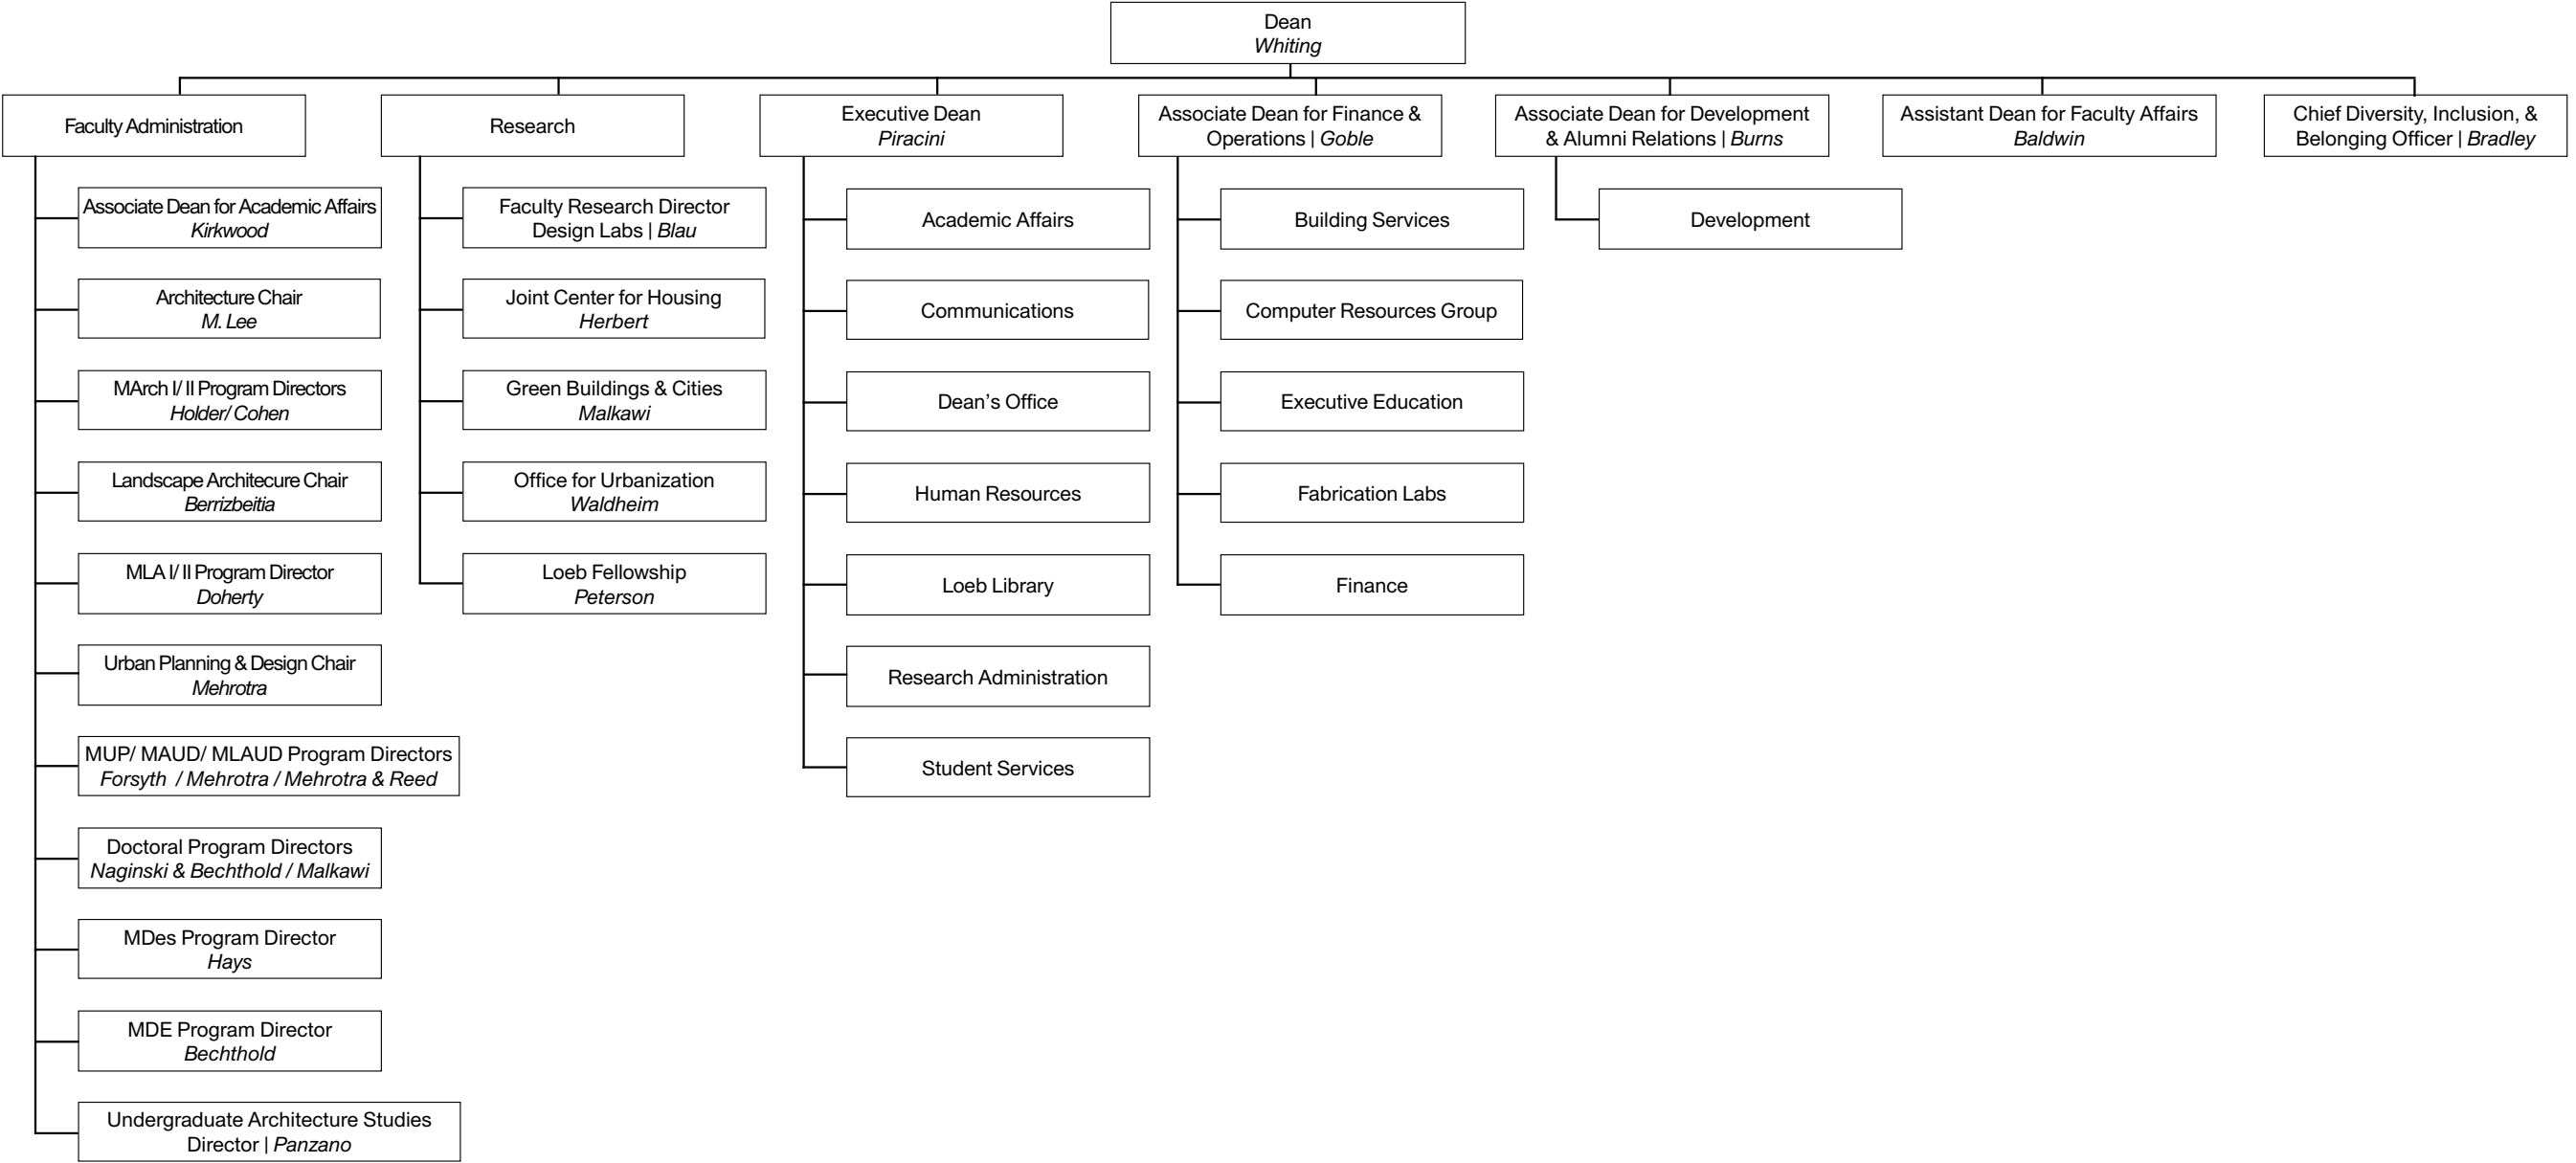 Dean
Whiting
Faculty Administration
Research
Executive Dean
Piracini
Associate Dean for Finance &
Operations | Goble
Associate Dean for Development
& Alumni Relations | Burns
Assistant Dean for Faculty Affairs
Baldwin
Chief Diversity, Inclusion, &
Belonging Officer | Bradley
Associate Dean for Academic Affairs
Kirkwood
Architecture Chair
M. Lee
MArch I/ II Program Directors
Holder/ Cohen
Landscape Architecure Chair
Berrizbeitia
MLA I/ II Program Director
Doherty
Urban Planning & Design Chair
Mehrotra
MUP/ MAUD/ MLAUD Program Directors
Forsyth / Mehrotra / Mehrotra & Reed
Doctoral Program Directors
Naginski & Bechthold / Malkawi
MDes Program Director
Hays
MDE Program Director
Bechthold
Undergraduate Architecture Studies
Director | Panzano
Faculty Research Director
Design Labs | Blau
Joint Center for Housing
Herbert
Green Buildings & Cities
Malkawi
Office for Urbanization
Waldheim
Loeb Fellowship
Peterson
Academic Affairs
Communications
Dean’s Office
Human Resources
Loeb Library
Research Administration
Student Services
Building Services
Computer Resources Group
Executive Education
Fabrication Labs
Finance
Development